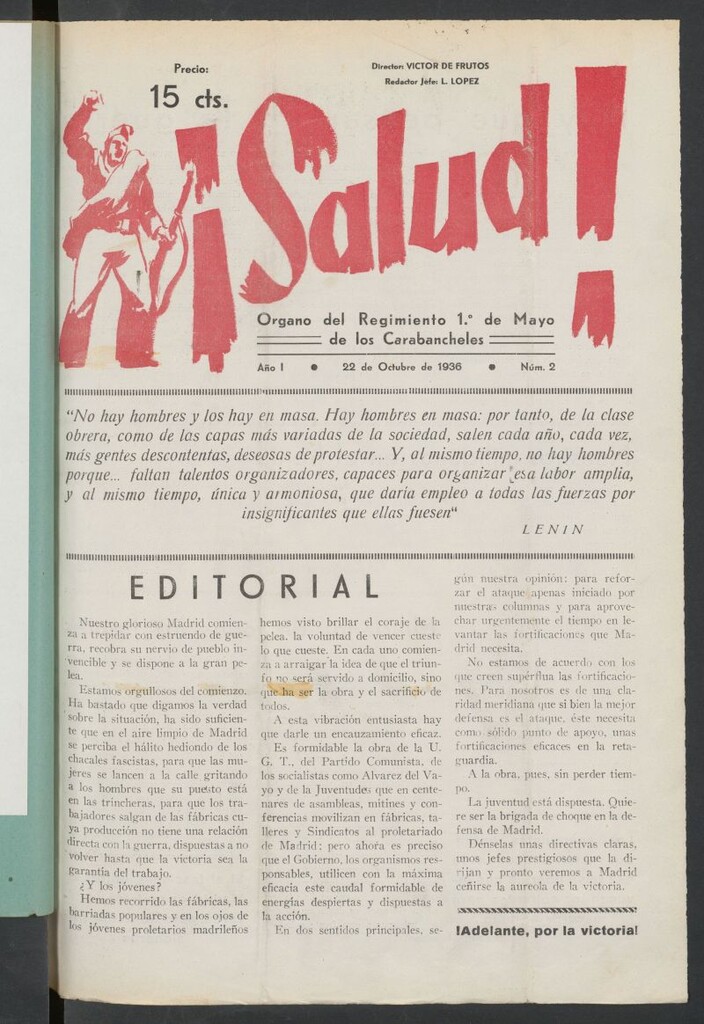 Precio:
15 cts.
Director: VICTOR DE FRUTOS
Redactor Jefe: L. LOPEZ
¡Salud!
Organo del Regimiento 1.º de Mayo
de los Carabancheles
Año I • 22 de Octubre de 1936 • Núm. 2
"No hay hombres y los hay en masa. Hay hombres en masa: por tanto, de la clase
obrera, como de las capas más variadas de la sociedad, salen cada año, cada vez,
más gentes descontentas, deseosas de protestar... Y, al mismo tiempo, no hay hombres
porque... faltan talentos organizadores, capaces para organizar esa labor amplia,
y al mismo tiempo, única y armoniosa, que daría empleo a todas las fuerzas por
insignificantes que ellas fuesen"
LENIN
EDITORIAL
Nuestro glorioso Madrid comien-
za a trepidar con estruendo de gue-
rra, recobra su nervio de pueblo in-
vencible y se dispone a la gran pe-
lea.
Estamos orgullosos del comienzo.
Ha bastado que digamos la verdad
sobre la situación, ha sido suficien-
te que en el aire limpio de Madrid
se perciba el hálito hediondo de los
chacales fascistas, para que las mu-
jeres se lancen a la calle gritando
a los hombres que su puesto está
en las trincheras, para que los tra-
bajadores salgan de las fábricas cu-
ya producción no tiene una relación
directa con la guerra, dispuestas a no
volver hasta que la victoria sea la
garantía del trabajo.
¿Y los jóvenes?
Hemos recorrido las fábricas, las
barriadas populares y en los ojos de
los jóvenes proletarios madrileños
hemos visto brillar el coraje de la
pelea, la voluntad de vencer cueste
lo que cueste. En cada uno comien-
za a arraigar la idea de que el triun-
fo no será servido a domicilio, sino
que ha ser la obra y el sacrificio de
todos.
A esta vibración entusiasta hay
que darle un encauzamiento eficaz.
Es formidable la obra de la U.
G. T., del Partido Comunista, de
los socialistas como Alvarez del Va-
yo y de la Juventudes que en cente-
nares de asambleas, mitines y con-
ferencias movilizan en fábricas, ta-
lleres y Sindicatos al proletariado
de Madrid; pero ahora es preciso
que el Gobierno, los organismos res-
ponsables, utilicen con la máxima
eficacia este caudal formidable de
energías despiertas y dispuestas a
la acción.
En dos sentidos principales, se-
gún nuestra opinión: para refor-
zar el ataque apenas iniciado por
nuestras columnas y para aprove-
char urgentemente el tiempo en le-
vantar las fortificaciones que Ma-
drid necesita.
No estamos de acuerdo con los
que creen supérflua las fortificacio-
nes. Para nosotros es de una cla-
ridad meridiana que si bien la mejor
defensa es el ataque, éste necesita
como sólido punto de apoyo, unas
fortificaciones eficaces en la reta-
guardia.
A la obra, pues, sin perder tiem-
po.
La juventud está dispuesta. Quie-
re ser la brigada de choque en la de-
fensa de Madrid.
Dénselas unas directivas claras,
unos jefes prestigiosos que la di-
rijan y pronto veremos a Madrid
ceñirse la aureola de la victoria.
!Adelante, por la victoria!